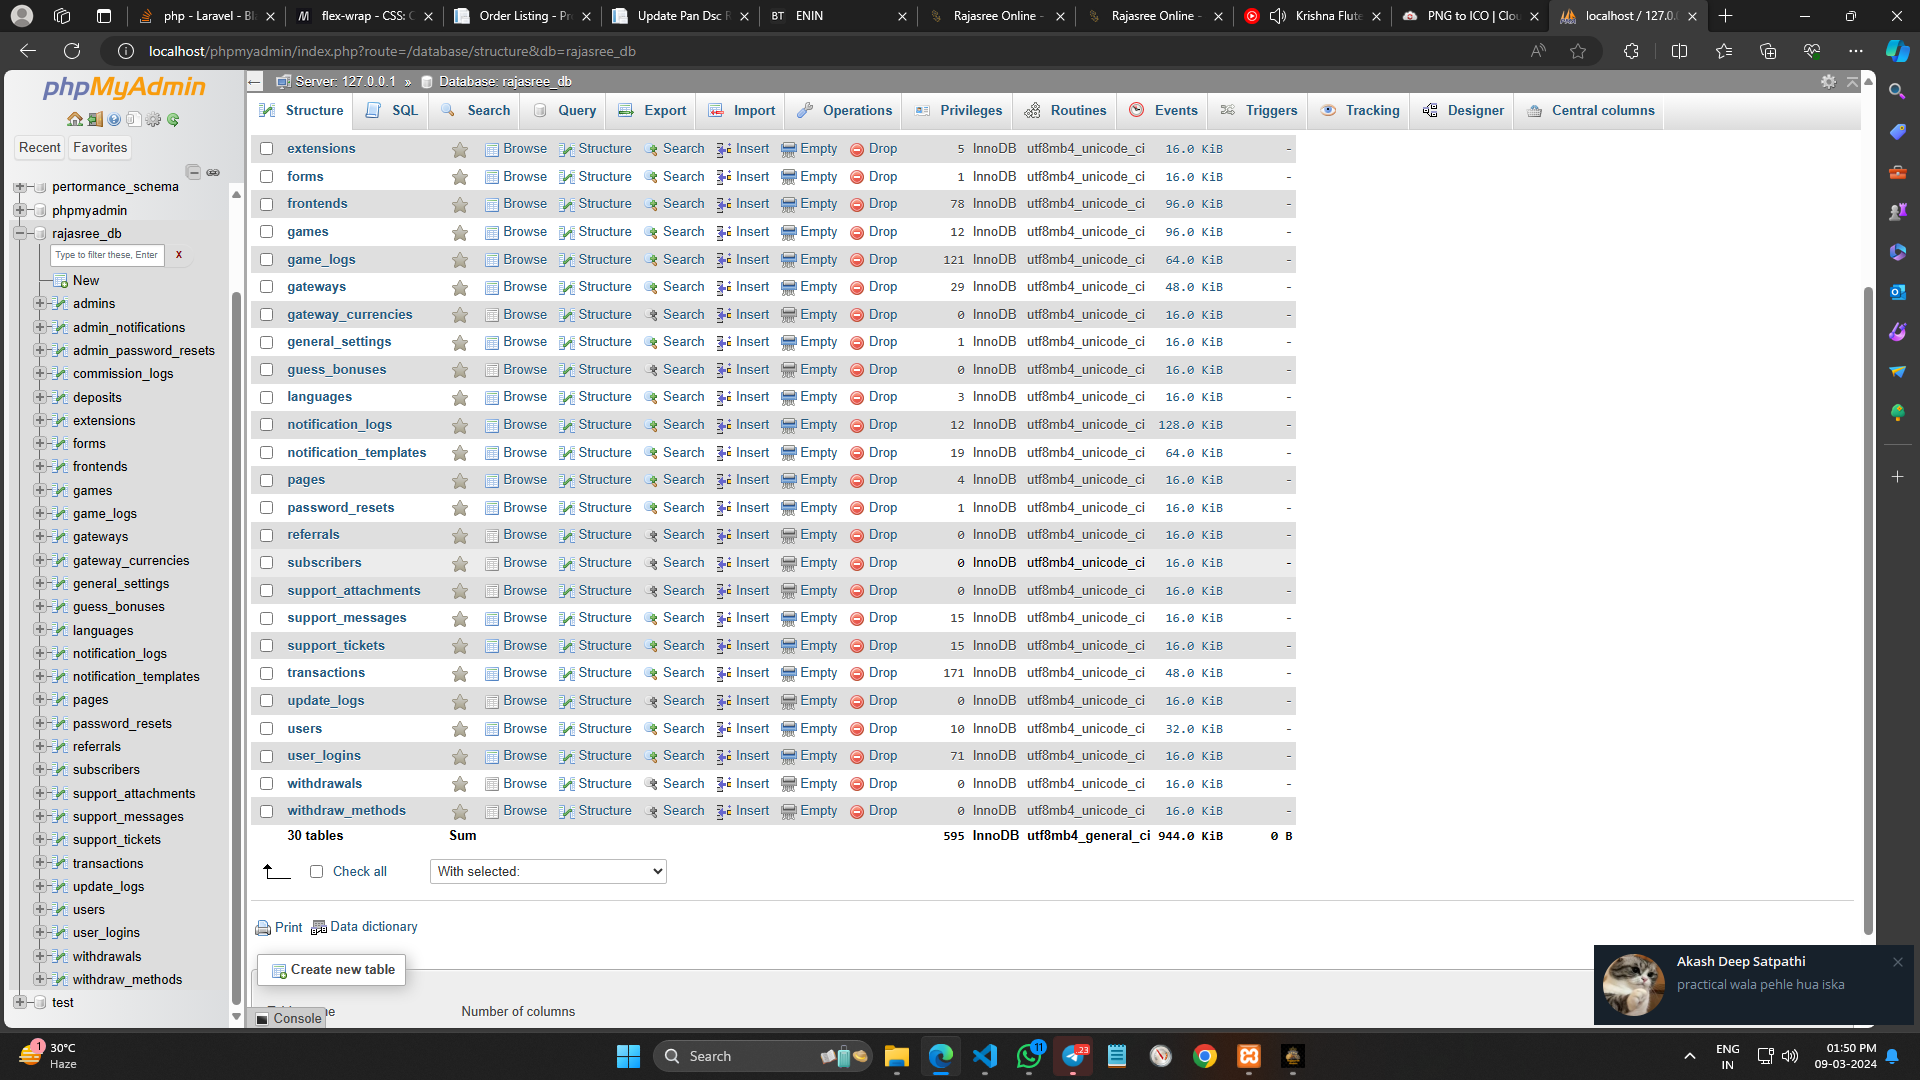 php - Laravel - Bl
flex-wrap - CSS: C
Order Listing - Pr
Update Pan Dsc R
BT ENIN
Rajasree Online -
Rajasree Online -
Krishna Flute
PNG to ICO | Clou
localhost / 127.0.
localhost/phpmyadmin/index.php?route=/database/structure&db=rajasree_db
phpMyAdmin
Recent Favorites
performance_schema
phpmyadmin
rajasree_db
Type to filter these, Enter X
New
admins
admin_notifications
admin_password_resets
commission_logs
deposits
extensions
forms
frontends
games
game_logs
gateways
gateway_currencies
general_settings
guess_bonuses
languages
notification_logs
notification_templates
pages
password_resets
referrals
subscribers
support_attachments
support_messages
support_tickets
transactions
update_logs
users
user_logins
withdrawals
withdraw_methods
test
Server: 127.0.0.1 » Database: rajasree_db
Structure SQL Search Query Export Import Operations Privileges Routines Events Triggers Tracking Designer Central columns
extensions Browse Structure Search Insert Empty Drop 5 InnoDB utf8mb4_unicode_ci 16.0 KiB -
forms Browse Structure Search Insert Empty Drop 1 InnoDB utf8mb4_unicode_ci 16.0 KiB -
frontends Browse Structure Search Insert Empty Drop 78 InnoDB utf8mb4_unicode_ci 96.0 KiB -
games Browse Structure Search Insert Empty Drop 12 InnoDB utf8mb4_unicode_ci 96.0 KiB -
game_logs Browse Structure Search Insert Empty Drop 121 InnoDB utf8mb4_unicode_ci 64.0 KiB -
gateways Browse Structure Search Insert Empty Drop 29 InnoDB utf8mb4_unicode_ci 48.0 KiB -
gateway_currencies Browse Structure Search Insert Empty Drop 0 InnoDB utf8mb4_unicode_ci 16.0 KiB -
general_settings Browse Structure Search Insert Empty Drop 1 InnoDB utf8mb4_unicode_ci 16.0 KiB -
guess_bonuses Browse Structure Search Insert Empty Drop 0 InnoDB utf8mb4_unicode_ci 16.0 KiB -
languages Browse Structure Search Insert Empty Drop 3 InnoDB utf8mb4_unicode_ci 16.0 KiB -
notification_logs Browse Structure Search Insert Empty Drop 12 InnoDB utf8mb4_unicode_ci 128.0 KiB -
notification_templates Browse Structure Search Insert Empty Drop 19 InnoDB utf8mb4_unicode_ci 64.0 KiB -
pages Browse Structure Search Insert Empty Drop 4 InnoDB utf8mb4_unicode_ci 16.0 KiB -
password_resets Browse Structure Search Insert Empty Drop 1 InnoDB utf8mb4_unicode_ci 16.0 KiB -
referrals Browse Structure Search Insert Empty Drop 0 InnoDB utf8mb4_unicode_ci 16.0 KiB -
subscribers Browse Structure Search Insert Empty Drop 0 InnoDB utf8mb4_unicode_ci 16.0 KiB -
support_attachments Browse Structure Search Insert Empty Drop 0 InnoDB utf8mb4_unicode_ci 16.0 KiB -
support_messages Browse Structure Search Insert Empty Drop 15 InnoDB utf8mb4_unicode_ci 16.0 KiB -
support_tickets Browse Structure Search Insert Empty Drop 15 InnoDB utf8mb4_unicode_ci 16.0 KiB -
transactions Browse Structure Search Insert Empty Drop 171 InnoDB utf8mb4_unicode_ci 48.0 KiB -
update_logs Browse Structure Search Insert Empty Drop 0 InnoDB utf8mb4_unicode_ci 16.0 KiB -
users Browse Structure Search Insert Empty Drop 10 InnoDB utf8mb4_unicode_ci 32.0 KiB -
user_logins Browse Structure Search Insert Empty Drop 71 InnoDB utf8mb4_unicode_ci 16.0 KiB -
withdrawals Browse Structure Search Insert Empty Drop 0 InnoDB utf8mb4_unicode_ci 16.0 KiB -
withdraw_methods Browse Structure Search Insert Empty Drop 0 InnoDB utf8mb4_unicode_ci 16.0 KiB -
30 tables Sum 595 InnoDB utf8mb4_general_ci 944.0 KiB 0 B
Check all With selected:
Print Data dictionary
Create new table
Number of columns
Console
Akash Deep Satpathi
practical wala pehle hua iska
1
30°C
Haze
Search
11
23
ENG
IN
01:50 PM
09-03-2024